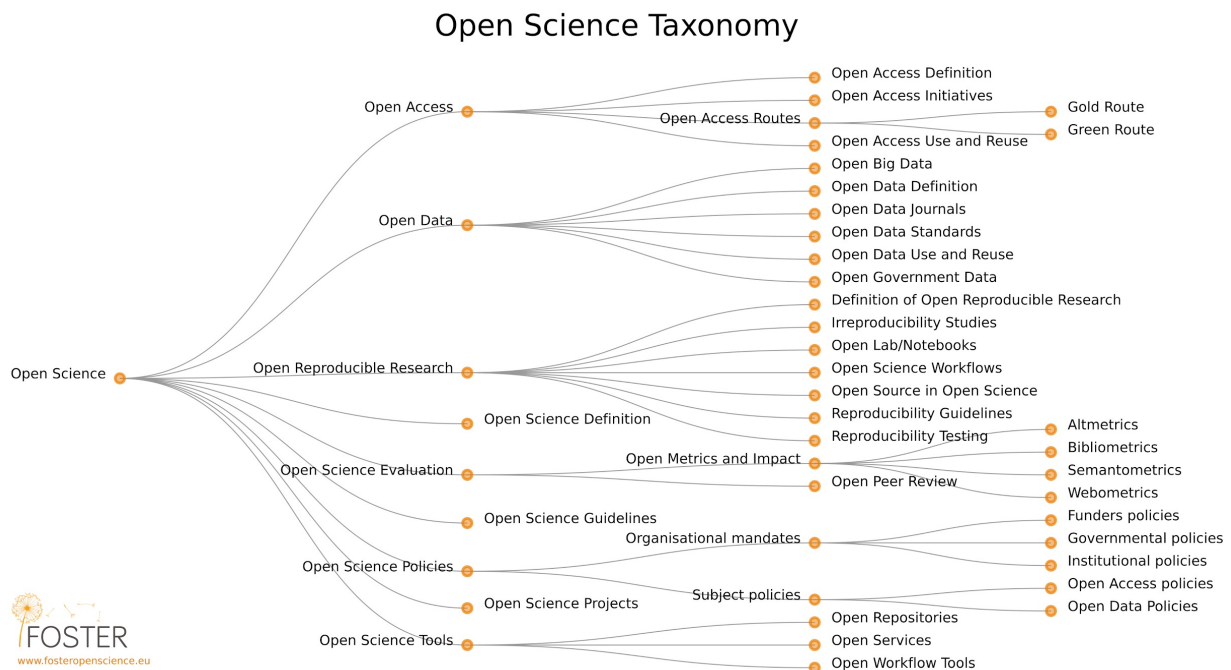 Open Science Taxonomy
Open Science
Open Access
Open Access Definition
Open Access Initiatives
Open Access Routes
Gold Route
Green Route
Open Access Use and Reuse
Open Data
Open Big Data
Open Data Definition
Open Data Journals
Open Data Standards
Open Data Use and Reuse
Open Government Data
Open Reproducible Research
Definition of Open Reproducible Research
Irreproducibility Studies
Open Lab/Notebooks
Open Science Workflows
Open Source in Open Science
Reproducibility Guidelines
Reproducibility Testing
Open Science Definition
Open Science Evaluation
Open Metrics and Impact
Altmetrics
Bibliometrics
Semantometrics
Webometrics
Open Peer Review
Open Science Guidelines
Open Science Policies
Organisational mandates
Funders policies
Governmental policies
Institutional policies
Subject policies
Open Access policies
Open Data Policies
Open Science Projects
Open Science Tools
Open Repositories
Open Services
Open Workflow Tools
FOSTER
www.fosteropenscience.eu